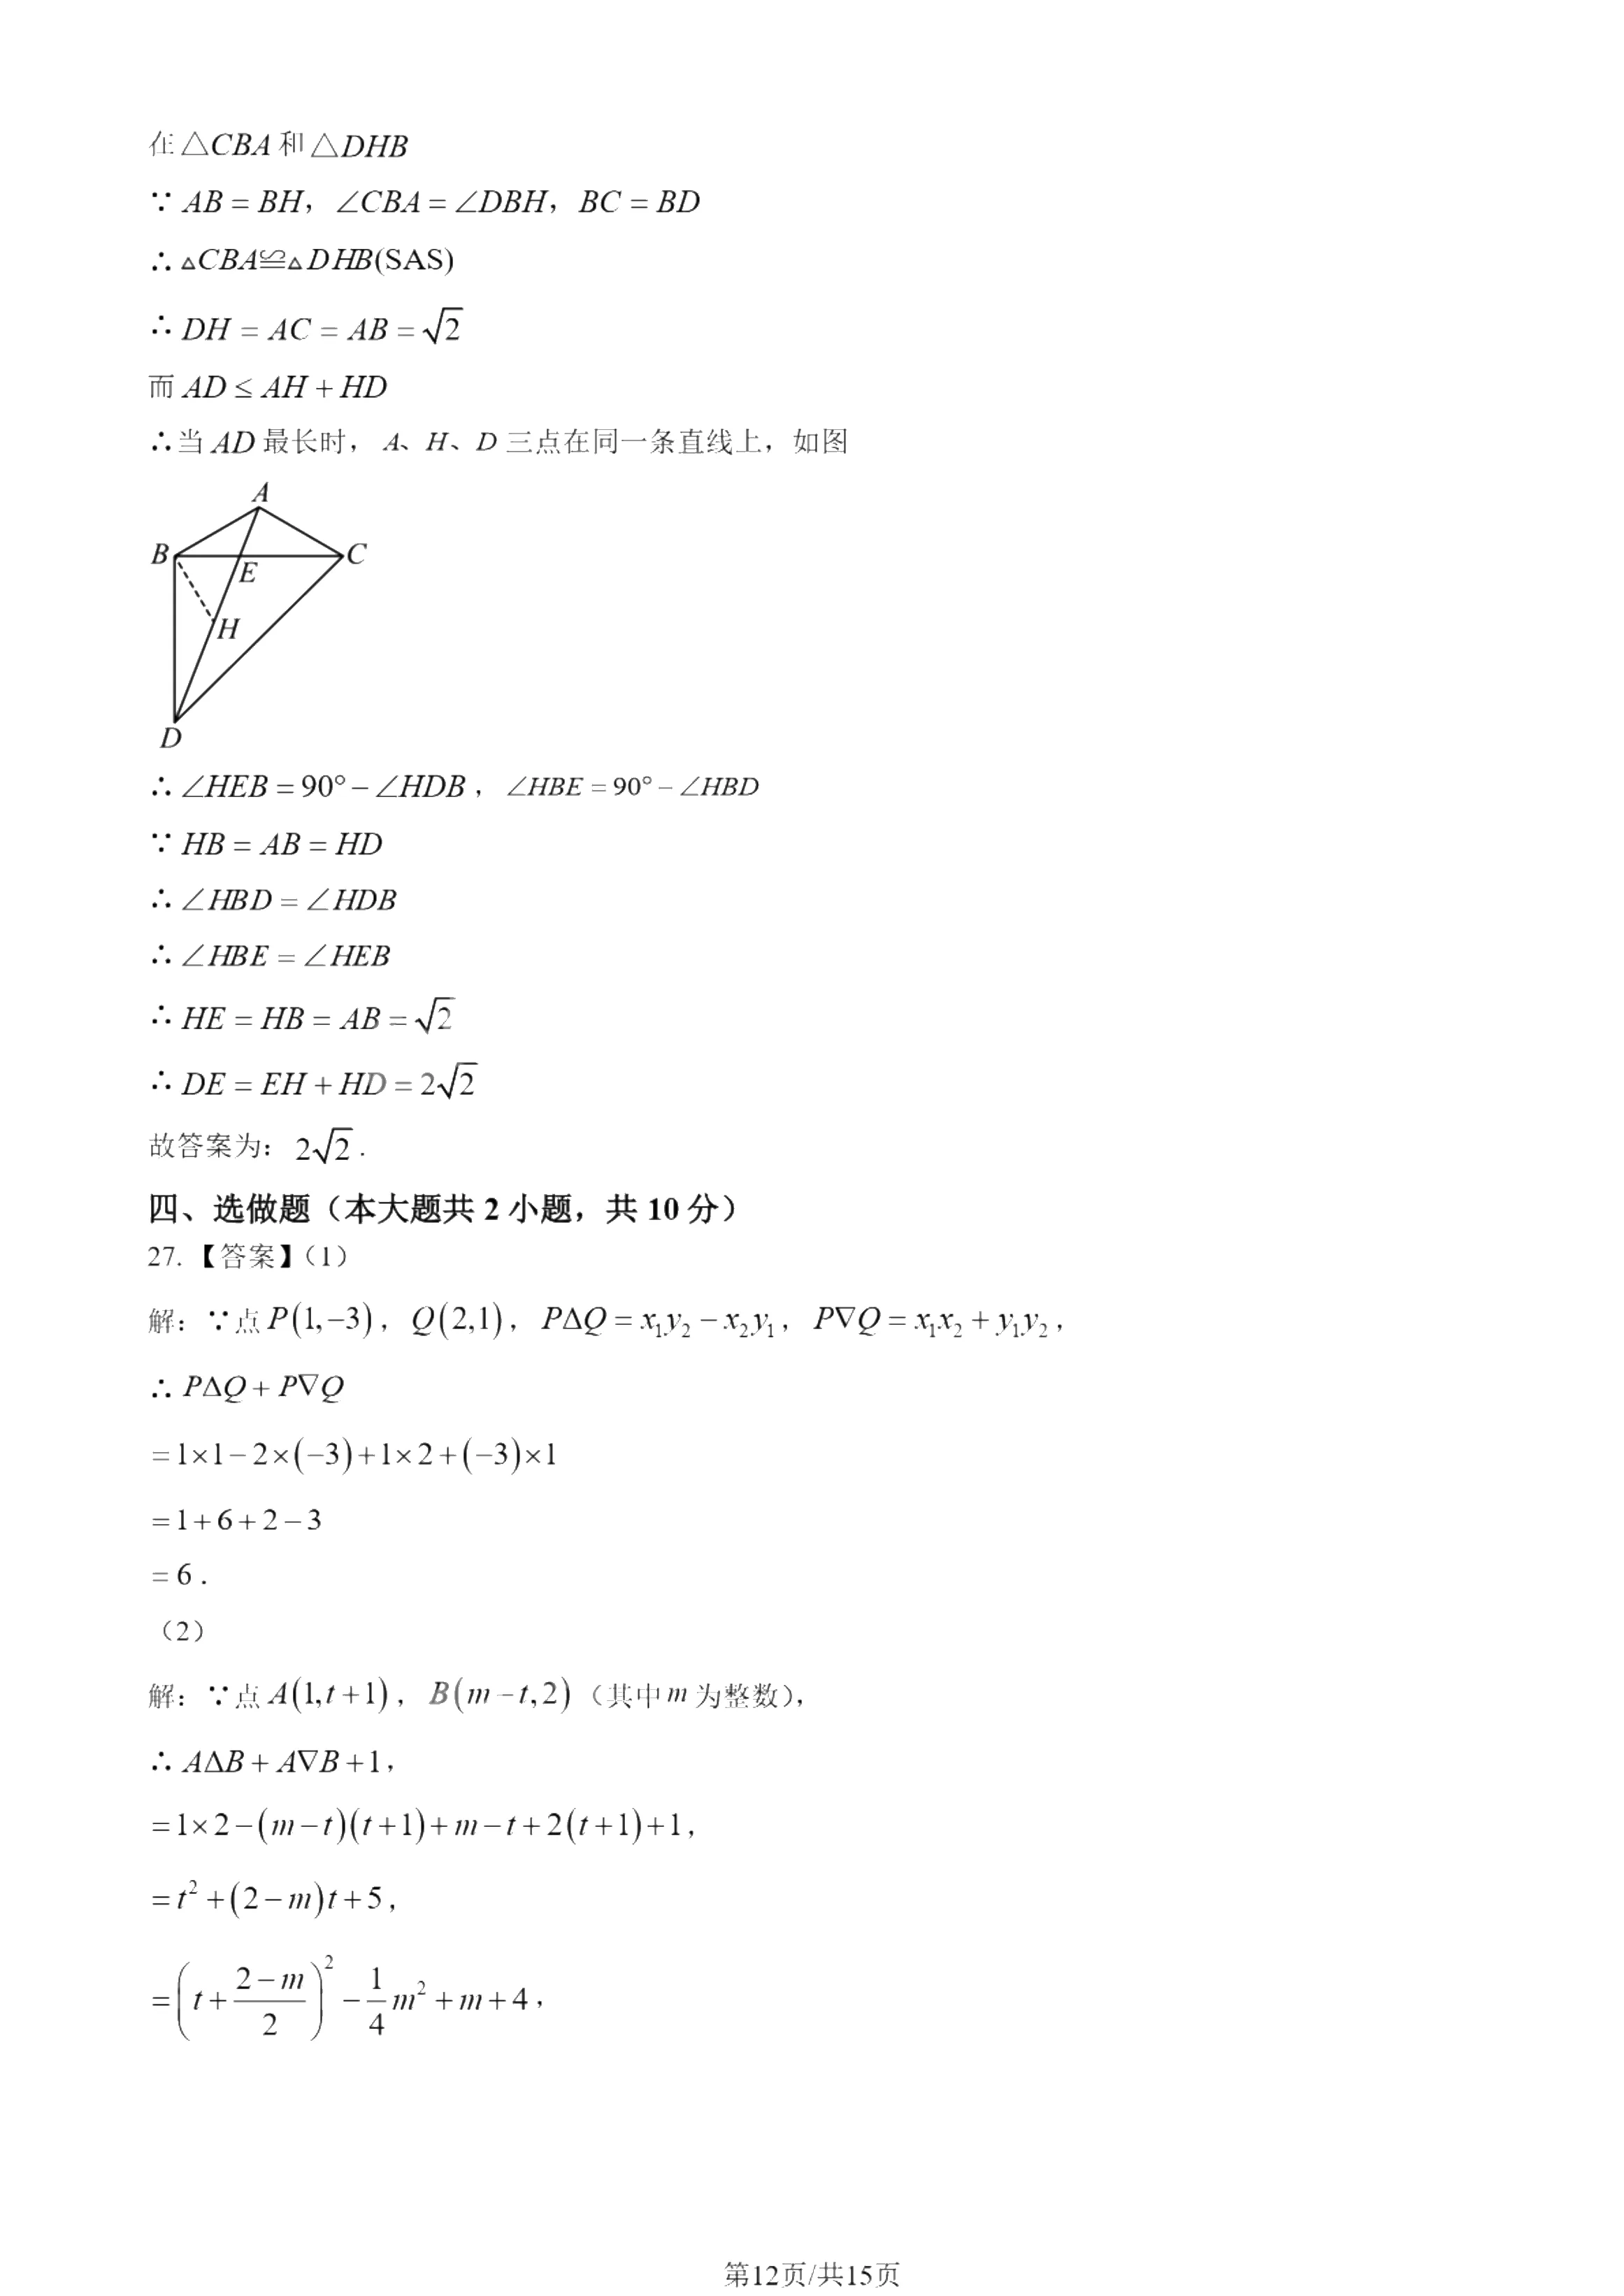 在△CBA和△DHB
∵ AB = BH，∠CBA = ∠DBH，BC = BD
∴ △CBA≌△DHB(SAS)
∴ DH = AC = AB = √2
而 AD ≤ AH + HD
∴当 AD 最长时， A、H、D 三点在同一条直线上，如图
A
B
C
E
H
D
∴ ∠HEB = 90° − ∠HDB ， ∠HBE = 90° − ∠HBD
∵ HB = AB = HD
∴ ∠HBD = ∠HDB
∴ ∠HBE = ∠HEB
∴ HE = HB = AB = √2
∴ DE = EH + HD = 2√2
故答案为： 2√2 .
四、选做题（本大题共 2 小题，共 10 分）
27. 【答案】（1）
解：∵点 P(1,−3)， Q(2,1)， PΔQ = x₁y₂ − x₂y₁， P∇Q = x₁x₂ + y₁y₂，
∴ PΔQ + P∇Q
= 1×1 − 2×(−3) + 1×2 + (−3)×1
= 1 + 6 + 2 − 3
= 6 .
（2）
解：∵点 A(1,t+1)， B(m−t,2)（其中 m 为整数），
∴ AΔB + A∇B + 1，
= 1×2 − (m−t)(t+1) + m − t + 2(t+1) + 1，
= t² + (2−m)t + 5，
= (t + (2−m)/2)² − 1/4 m² + m + 4，
第12页/共15页